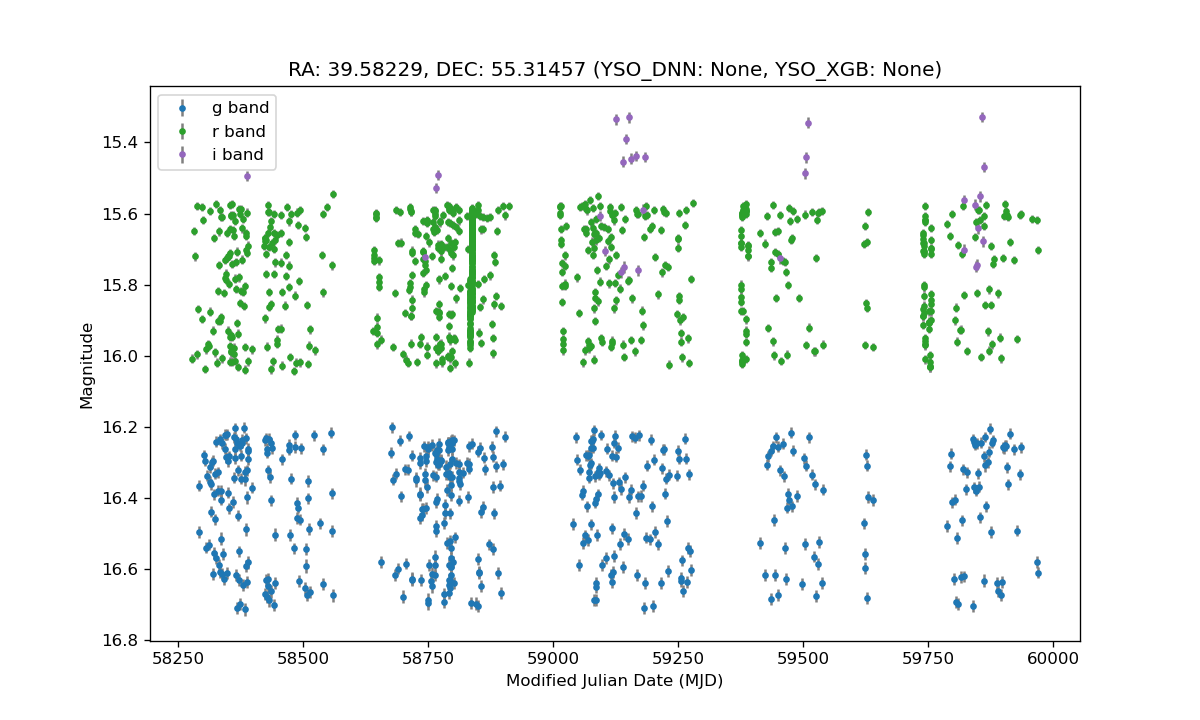 RA: 39.58229, DEC: 55.31457 (YSO_DNN: None, YSO_XGB: None)
g band
r band
i band
15.4
15.6
15.8
16.0
16.2
16.4
16.6
16.8
Magnitude
58250 58500 58750 59000 59250 59500 59750 60000
Modified Julian Date (MJD)